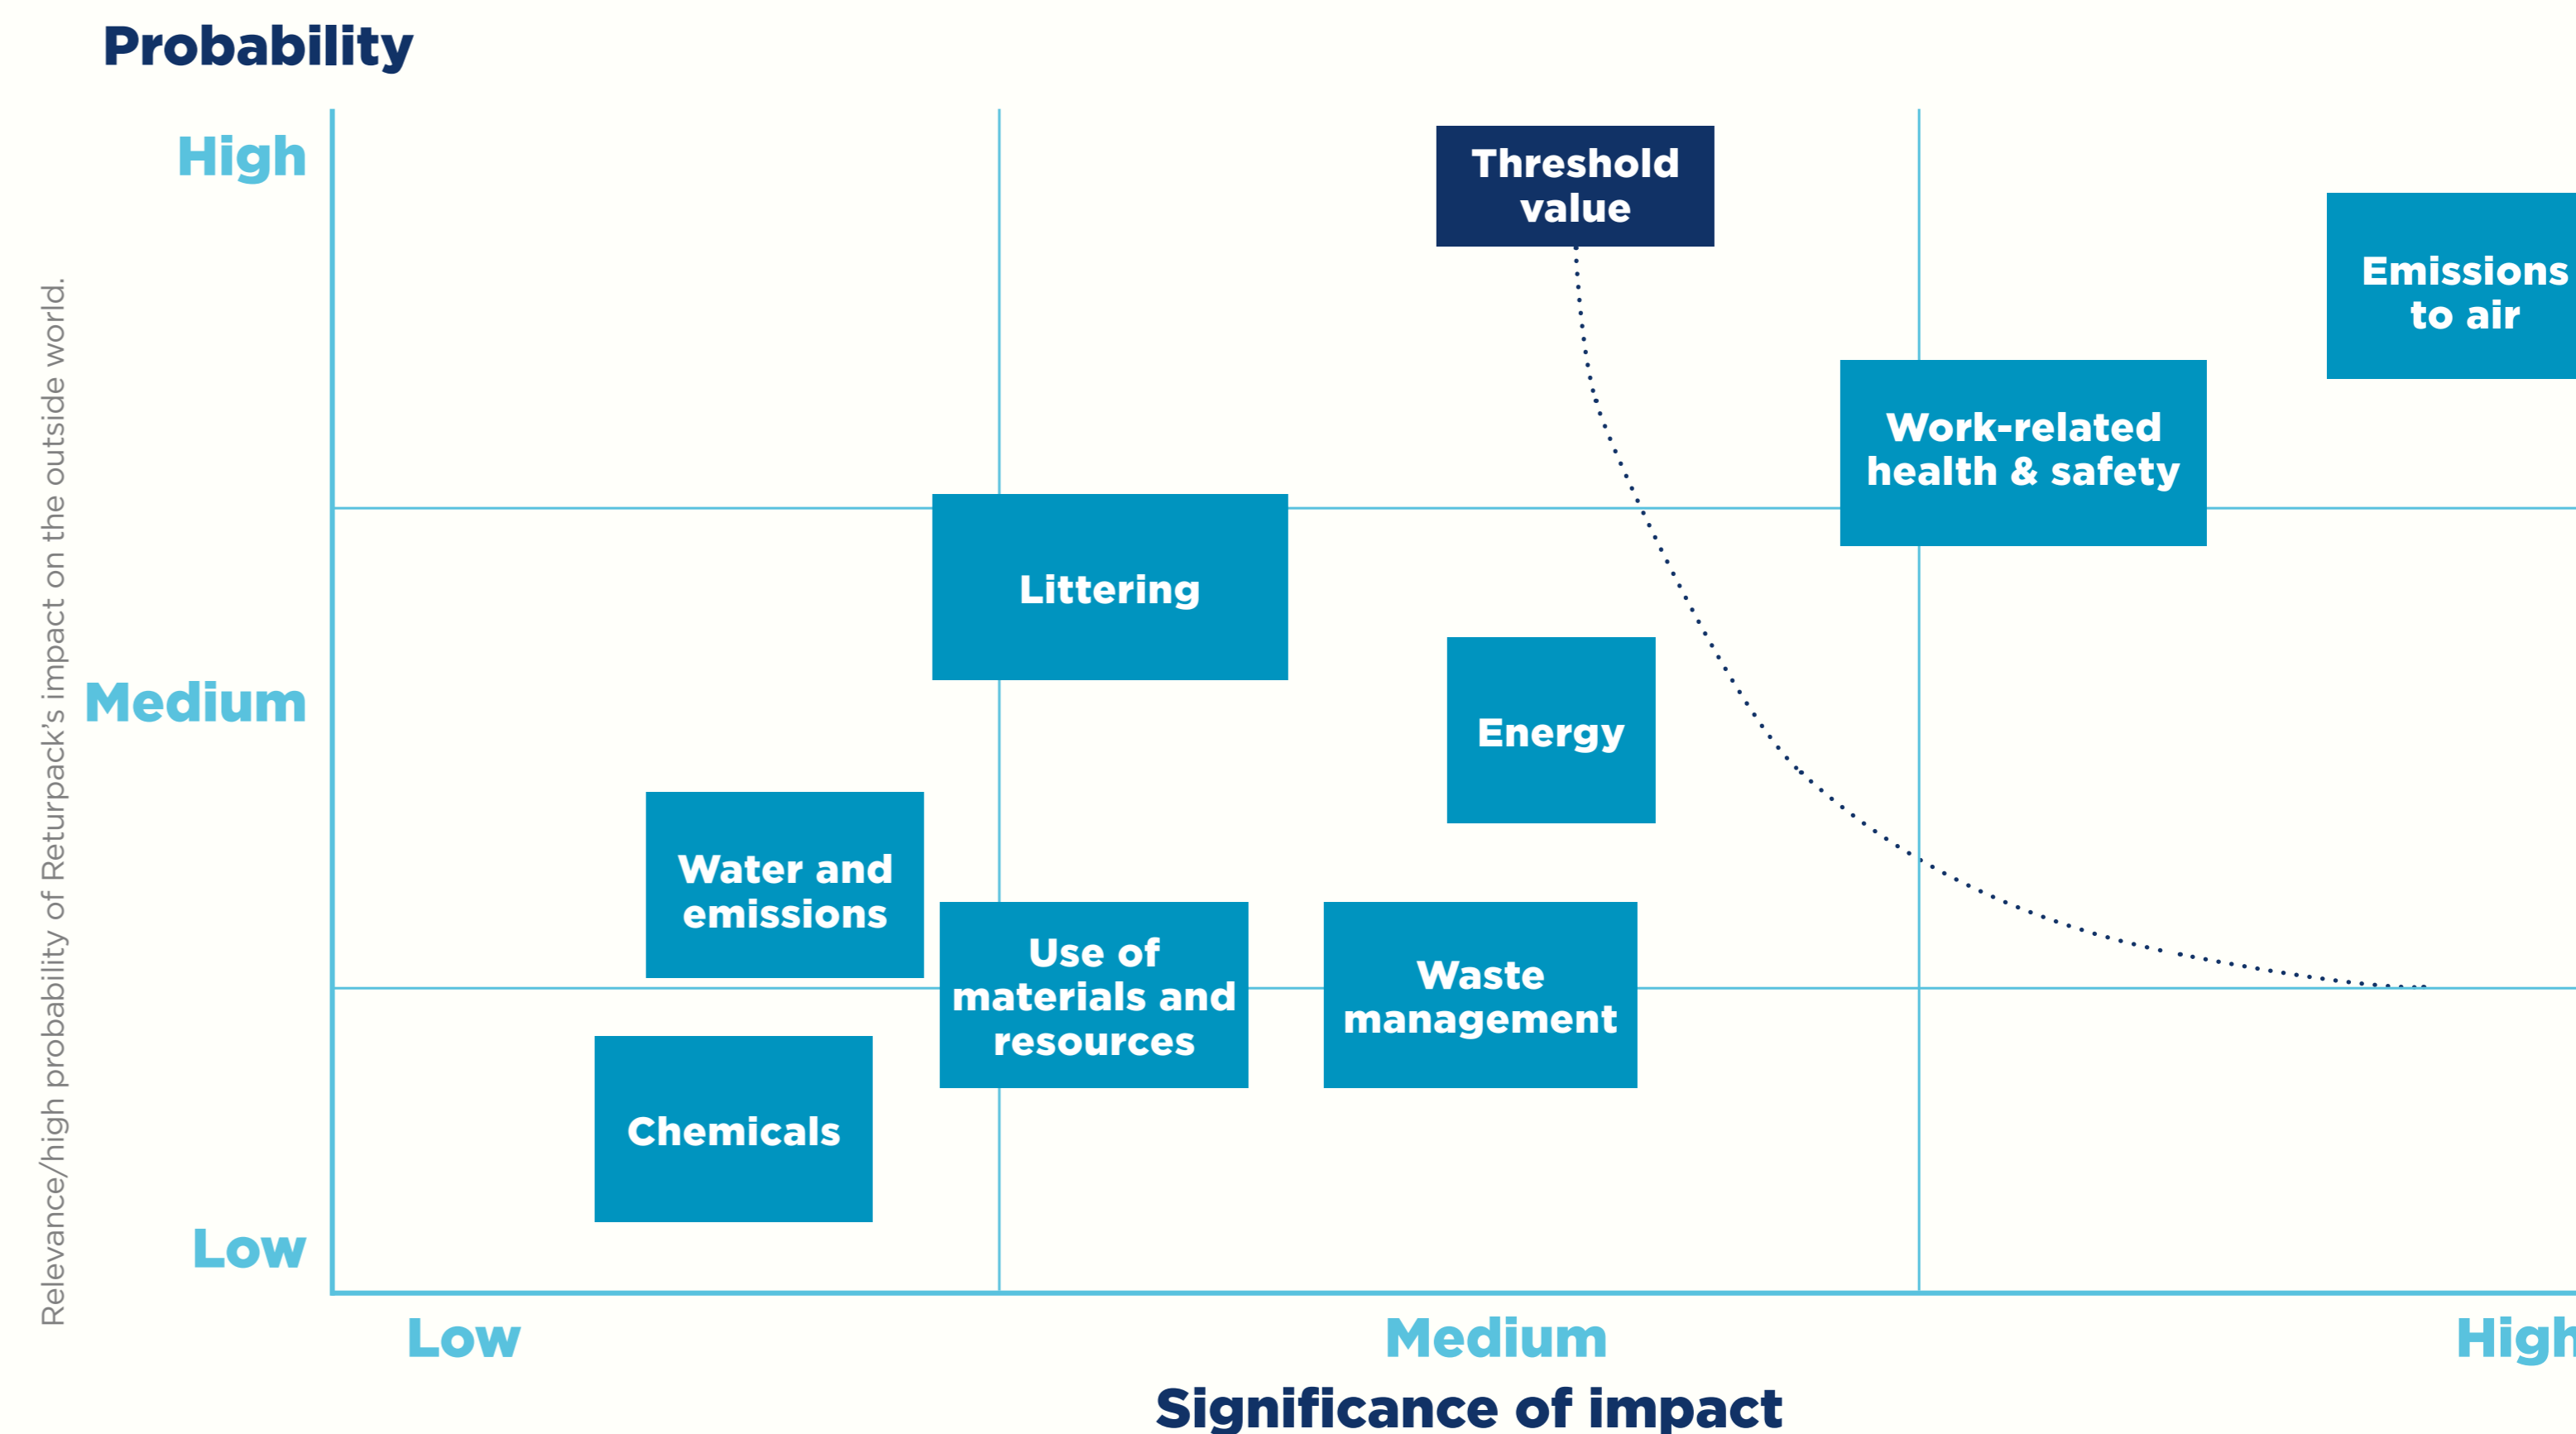 Probability
High
Threshold
value
Emissions
to air
Work-related
health & safety
Littering
Medium
Energy
Water and
emissions
Use of
materials and
resources
Waste
management
Chemicals
Low
Relevance/high probability of Returpack’s impact on the outside world.
Low
Medium
High
Significance of impact